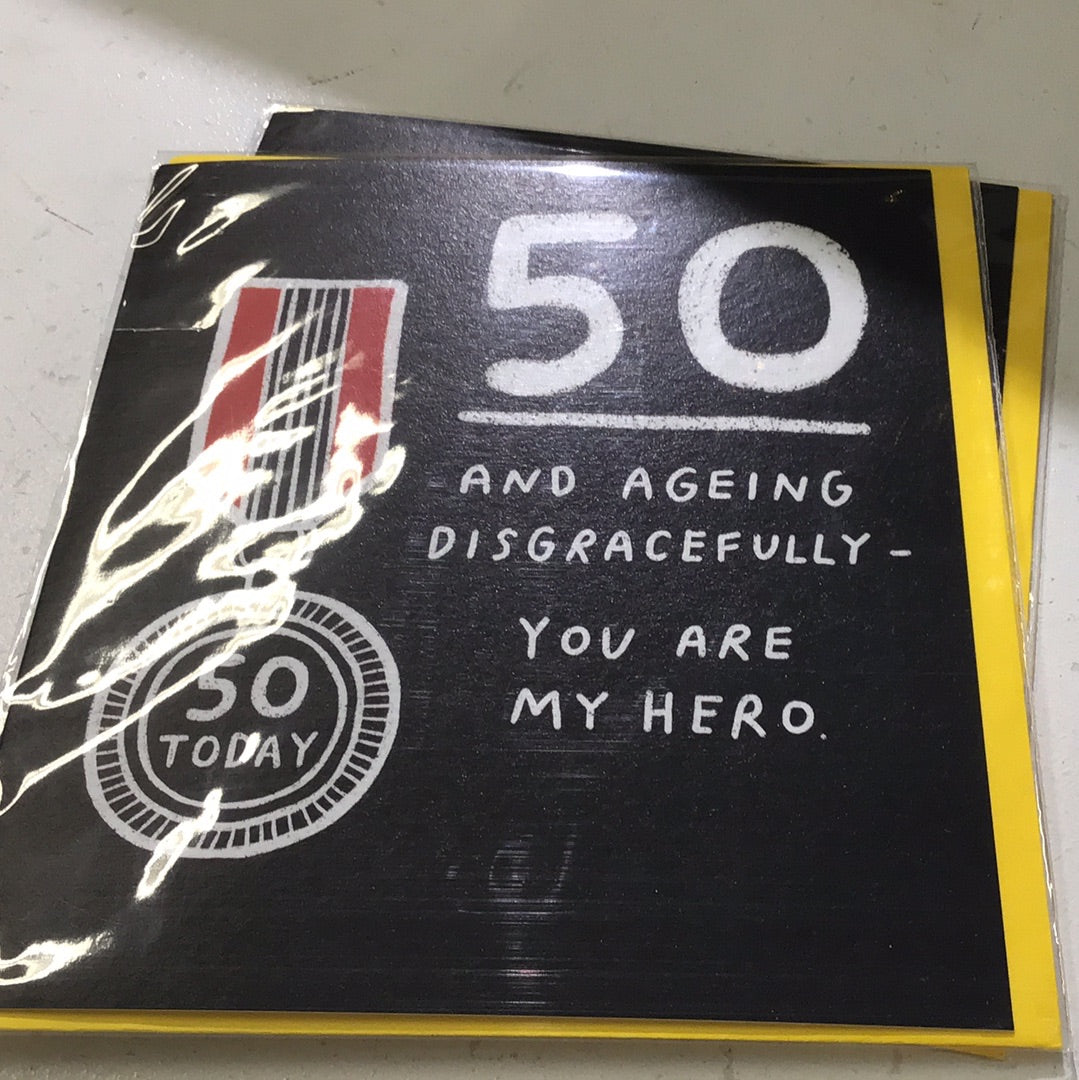 50
AND AGEING
DISGRACEFULLY -
YOU ARE
MY HERO.
50
TODAY